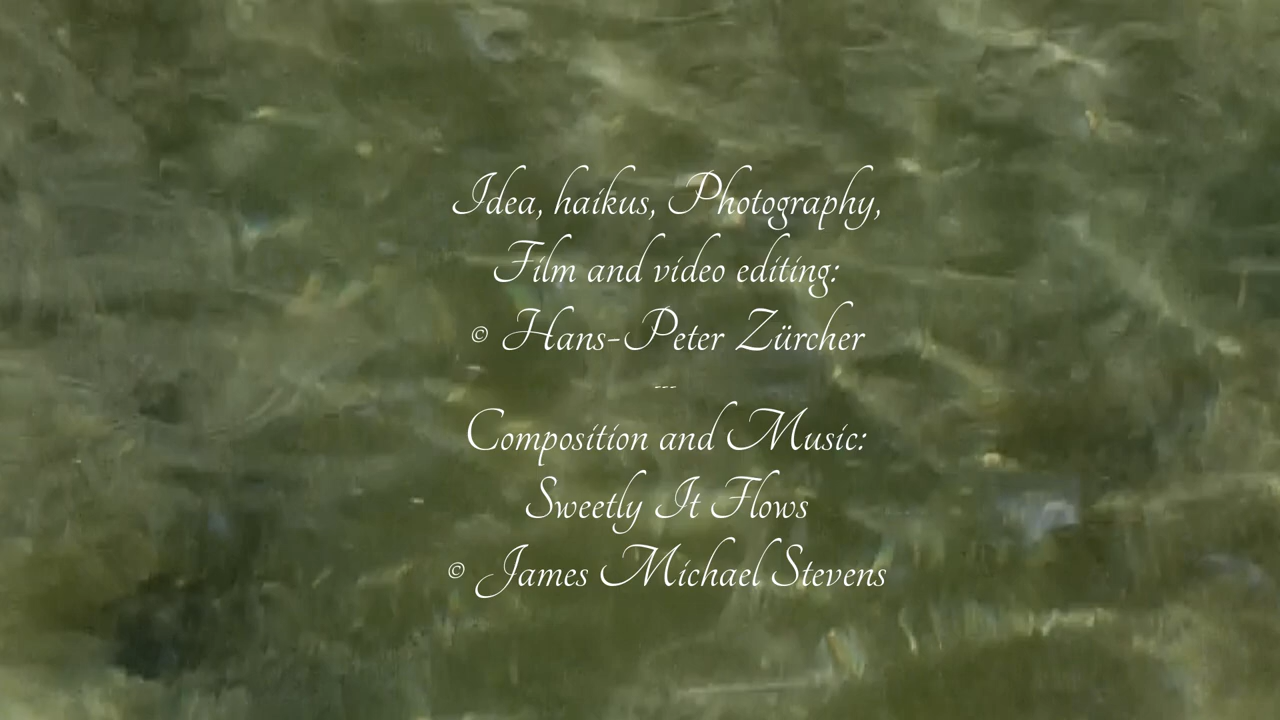 Idea, haikus, Photography,
Film and video editing:
© Hans-Peter Zürcher
---
Composition and Music:
Sweetly It Flows
© James Michael Stevens